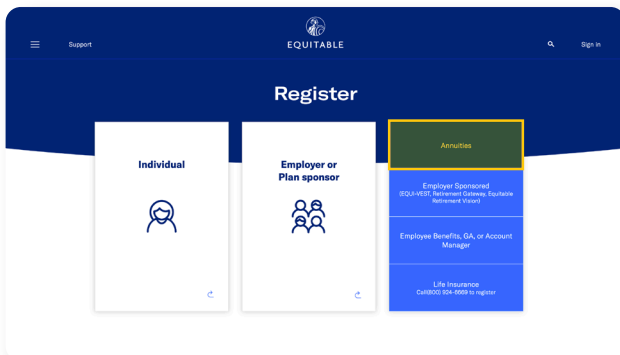 Support
EQUITABLE
Sign in
Register
Individual
Employer or
Plan sponsor
Annuities
Employer Sponsored
(EQUI-VEST, Retirement Gateway, Equitable
Retirement Vision)
Employee Benefits, GA, or Account
Manager
Life Insurance
Call(800) 924-6669 to register